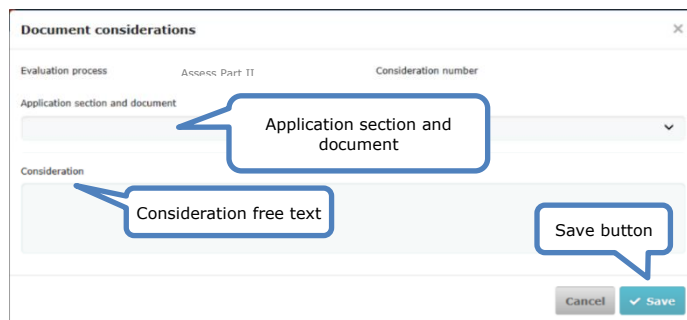 Document considerations ×
Evaluation process Assess Part II Consideration number
Application section and document
Application section and
document
Consideration
Consideration free text
Save button
Cancel ✓ Save